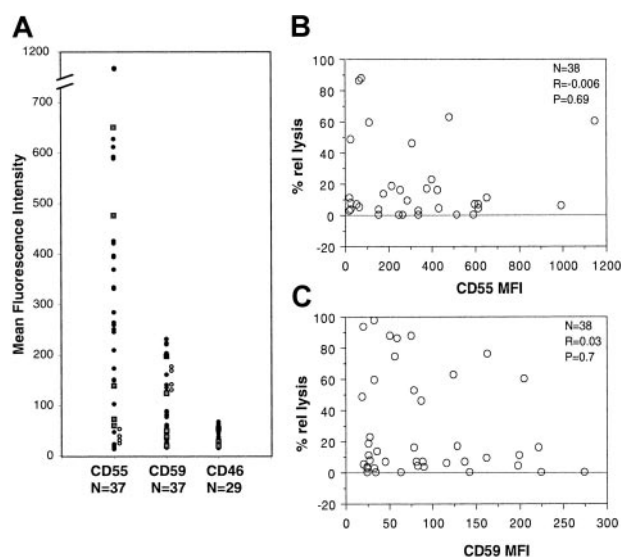 A
1200
700
600
500
400
300
200
100
0
Mean Fluorescence Intensity
CD55 CD59 CD46
N=37 N=37 N=29
B
100
80
60
40
20
0
-20
% rel lysis
N=38
R=-0.006
P=0.69
0 200 400 600 800 1000 1200
CD55 MFI
C
100
80
60
40
20
0
-20
% rel lysis
N=38
R=0.03
P=0.7
0 50 100 150 200 250 300
CD59 MFI